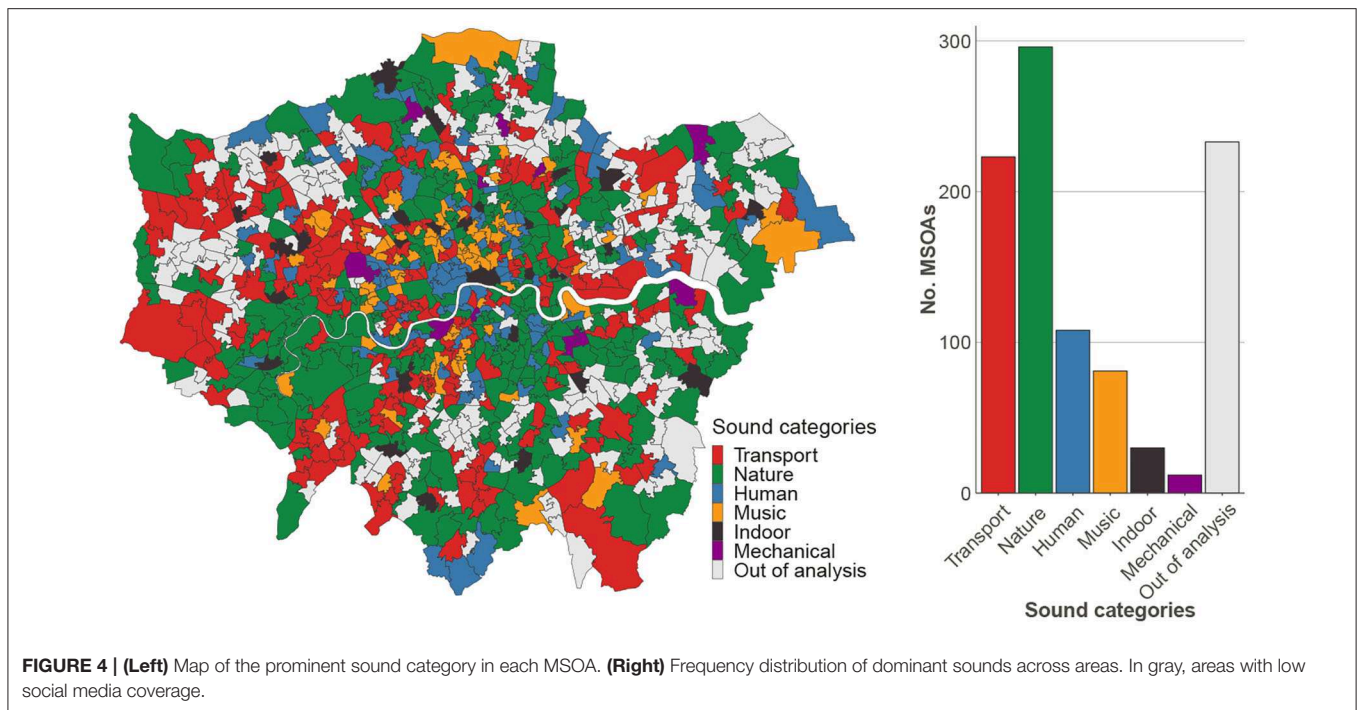 Sound categories
Transport
Nature
Human
Music
Indoor
Mechanical
Out of analysis
No. MSOAs
300
200
100
0
Transport
Nature
Human
Music
Indoor
Mechanical
Out of analysis
Sound categories
FIGURE 4 | (Left) Map of the prominent sound category in each MSOA. (Right) Frequency distribution of dominant sounds across areas. In gray, areas with low
social media coverage.